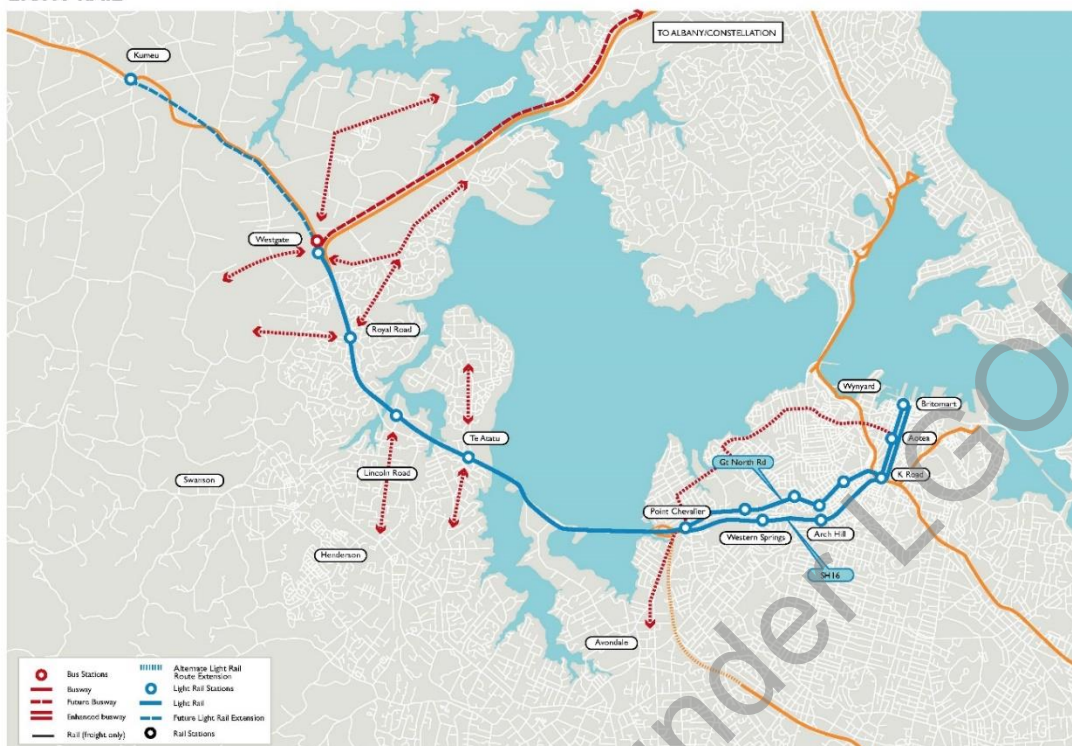 TO ALBANY/CONSTELLATION
Kumeu
Westgate
Royal Road
Wynyard
Britomart
Te Atatu
Aotea
Gt North Rd
Lincoln Road
K Road
Swanson
Point Chevalier
Western Springs
Arch Hill
Henderson
SH16
Avondale
Bus Stations
Busway
Future Busway
Enhanced busway
Rail (freight only)
Alternate Light Rail
Route Extension
Light Rail Stations
Light Rail
Future Light Rail Extension
Rail Stations